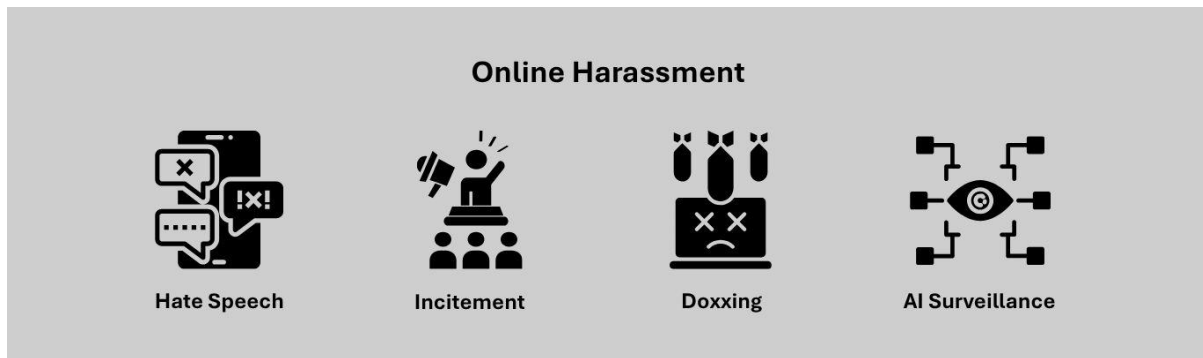 Online Harassment
!x!
Hate Speech
Incitement
Doxxing
AI Surveillance